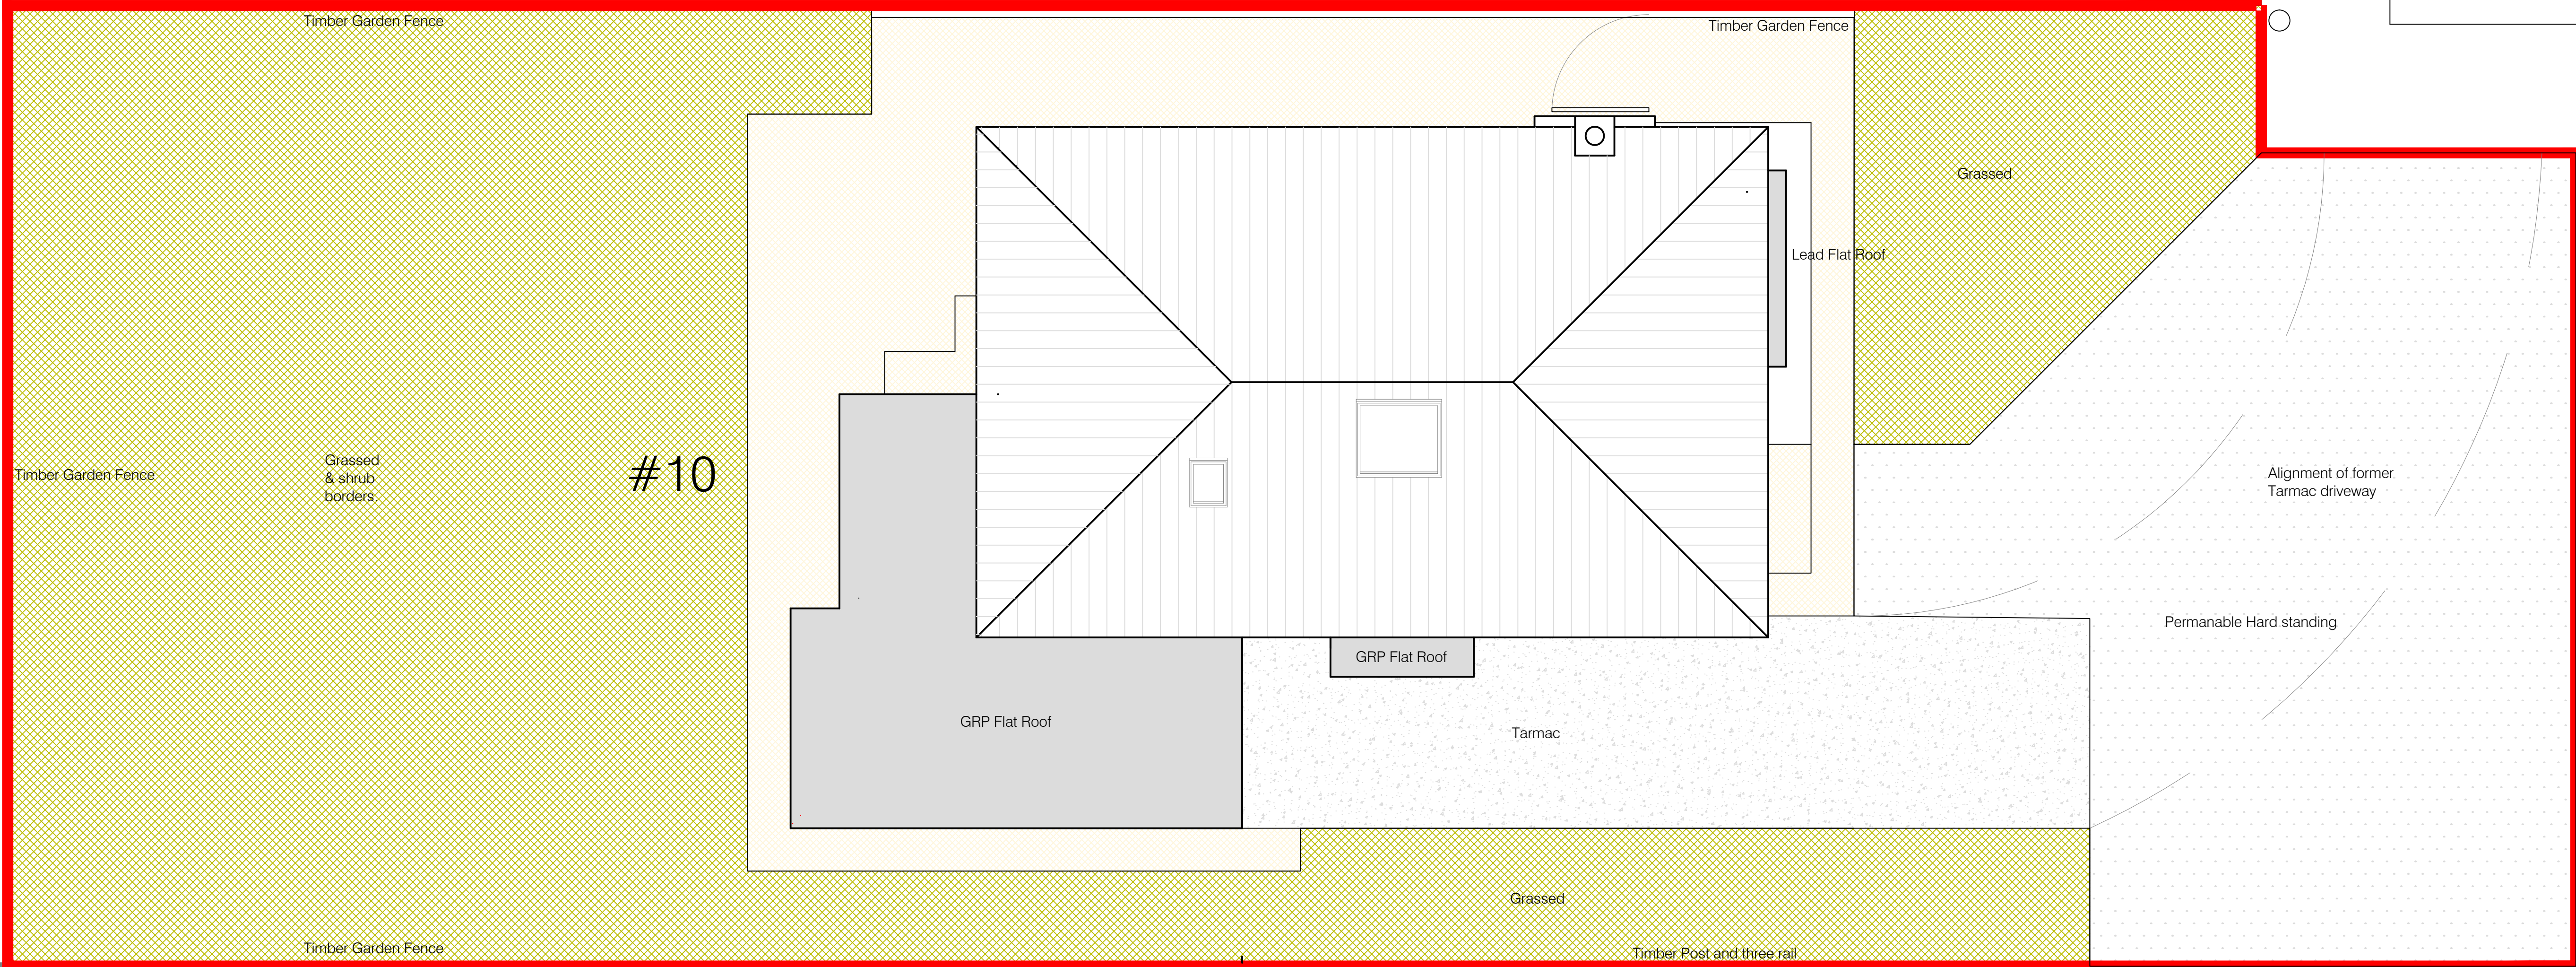 Timber Garden Fence
Timber Garden Fence
Grassed
Lead Flat Roof
Timber Garden Fence
Grassed
& shrub
borders.
#10
Alignment of former
Tarmac driveway
Permanable Hard standing
GRP Flat Roof
GRP Flat Roof
Tarmac
Grassed
Timber Garden Fence
Timber Post and three rail